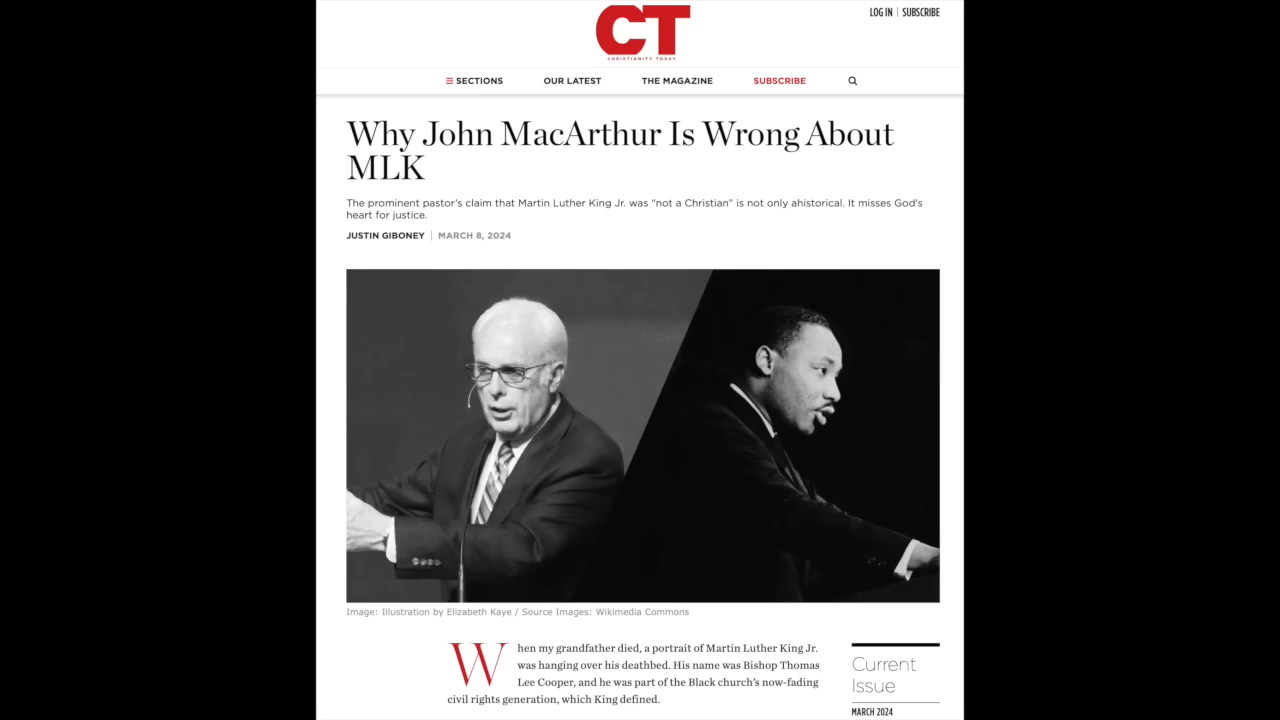 CT
CHRISTIANITY TODAY
LOG IN | SUBSCRIBE
SECTIONS
OUR LATEST
THE MAGAZINE
SUBSCRIBE
Why John MacArthur Is Wrong About
MLK
The prominent pastor's claim that Martin Luther King Jr. was “not a Christian” is not only ahistorical. It misses God's
heart for justice.
JUSTIN GIBONEY | MARCH 8, 2024
Image: Illustration by Elizabeth Kaye / Source Images: Wikimedia Commons
When my grandfather died, a portrait of Martin Luther King Jr.
was hanging over his deathbed. His name was Bishop Thomas
Lee Cooper, and he was part of the Black church’s now-fading
civil rights generation, which King defined.
Current
Issue
MARCH 2024